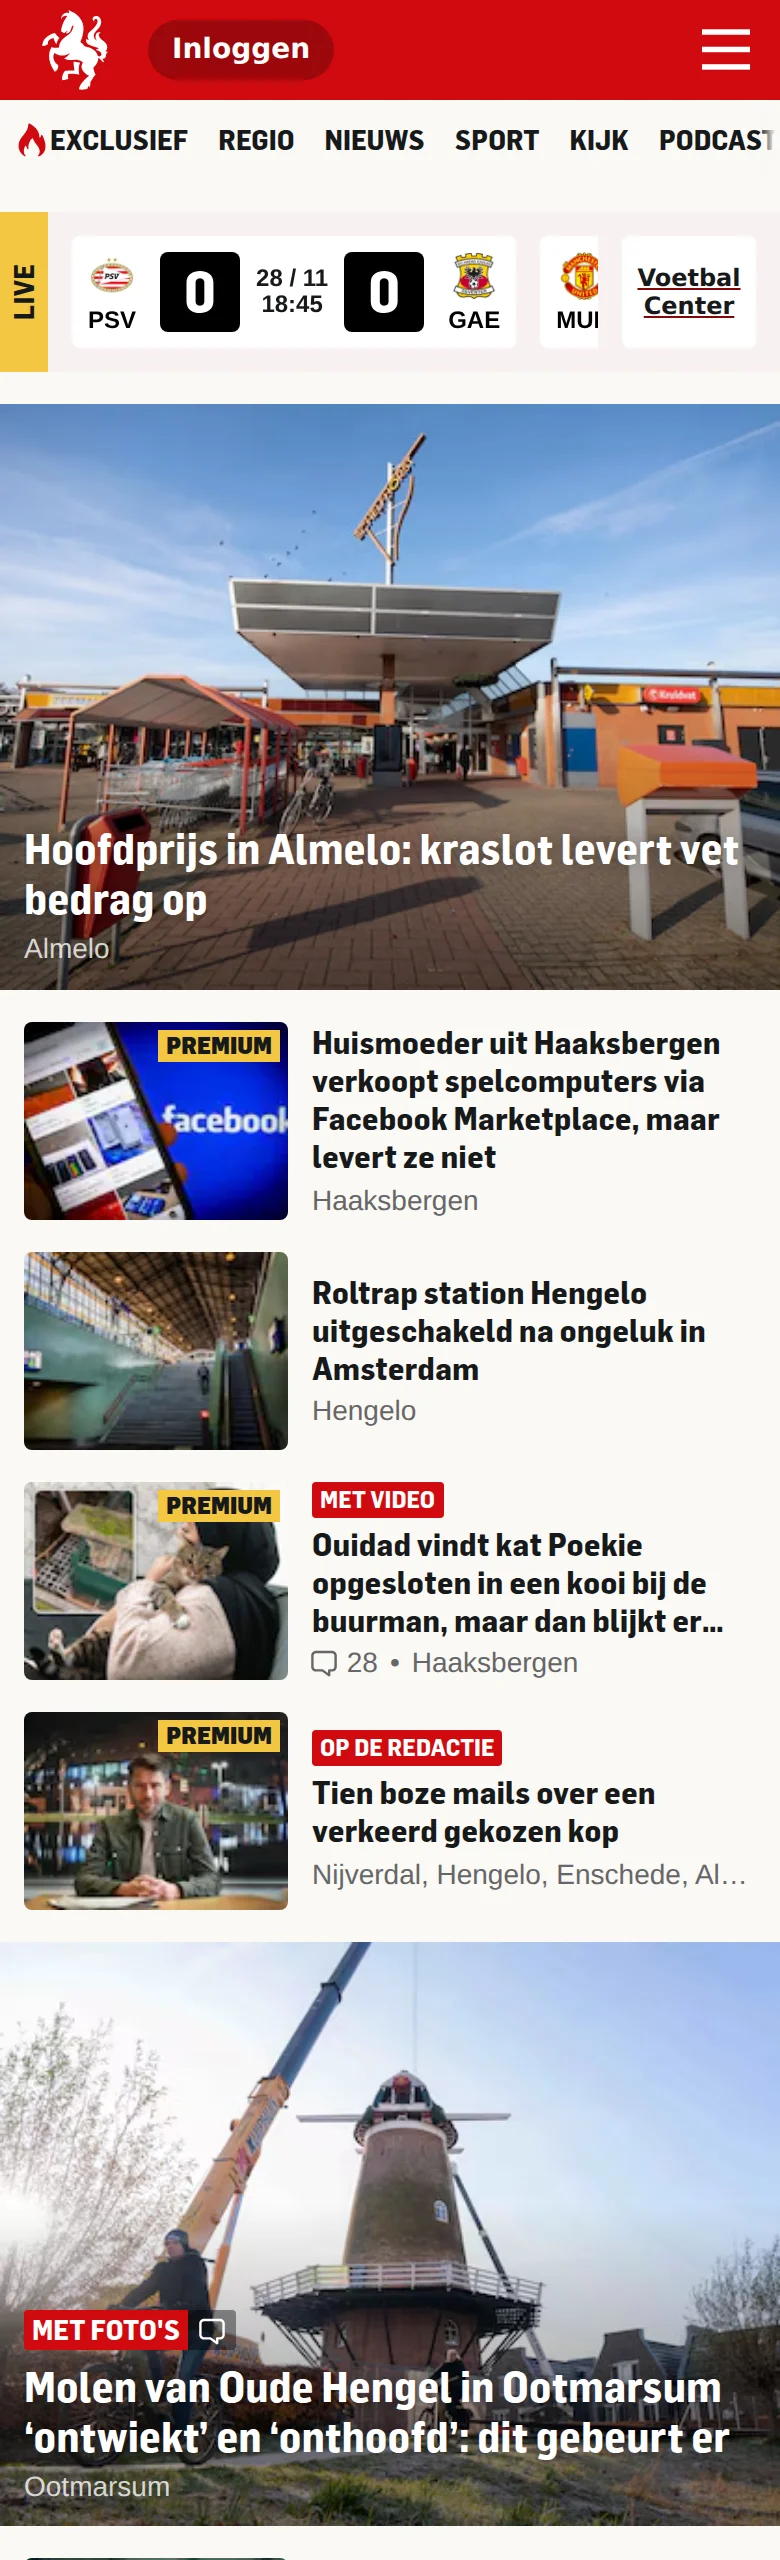 Inloggen
EXCLUSIEF REGIO NIEUWS SPORT KIJK PODCAST
LIVE
PSV
PSV
0
28 / 11
18:45
0
GAE
MU
Voetbal
Center
Kruidvat
Hoofdprijs in Almelo: kraslot levert vet
bedrag op
Almelo
PREMIUM
facebook
Huismoeder uit Haaksbergen
verkoopt spelcomputers via
Facebook Marketplace, maar
levert ze niet
Haaksbergen
Roltrap station Hengelo
uitgeschakeld na ongeluk in
Amsterdam
Hengelo
PREMIUM
MET VIDEO
Ouidad vindt kat Poekie
opgesloten in een kooi bij de
buurman, maar dan blijkt er...
28 • Haaksbergen
PREMIUM
OP DE REDACTIE
Tien boze mails over een
verkeerd gekozen kop
Nijverdal, Hengelo, Enschede, Al...
MET FOTO'S
Molen van Oude Hengel in Ootmarsum
‘ontwiekt’ en ‘onthoofd’: dit gebeurt er
Ootmarsum